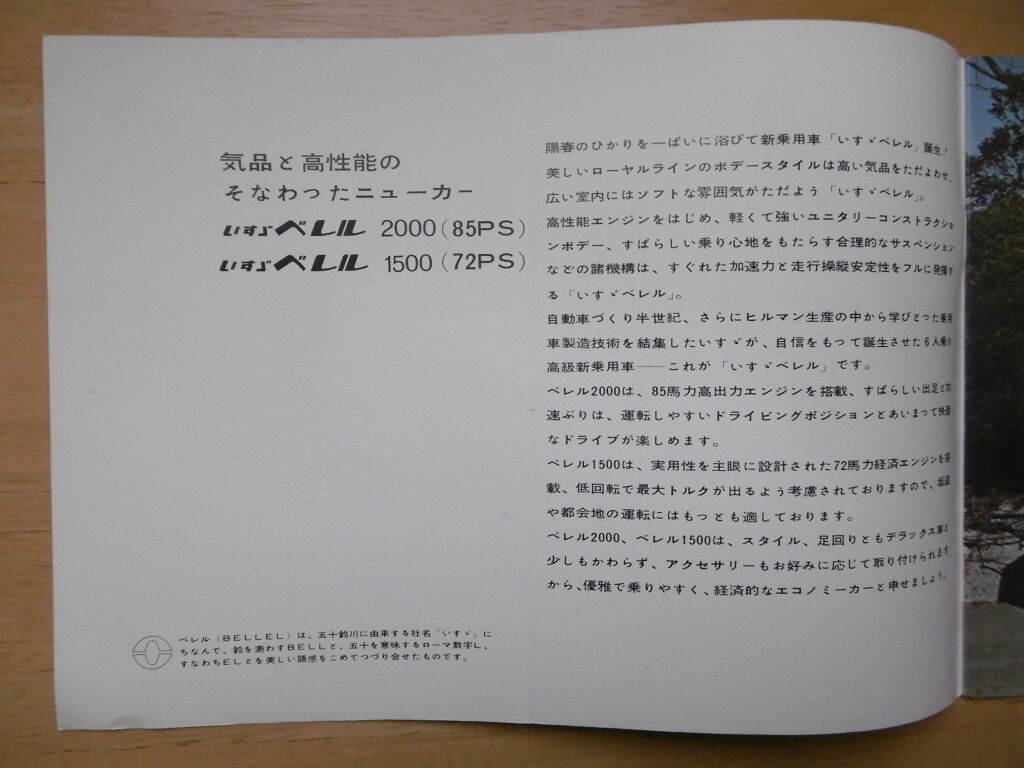 気品と高性能の
そなわったニューカー
いすゞベレル 2000(85PS)
いすゞベレル 1500(72PS)
陽春のひかりを一ぱいに浴びて新乗用車「いすゞベレル」誕生!
美しいローヤルラインのボデースタイルは高い気品をただよわせ、
広い室内にはソフトな雰囲気がただよう「いすゞベレル」。
高性能エンジンをはじめ、軽くて強いユニタリーコンストラクショ
ンボデー、すばらしい乗り心地をもたらす合理的なサスペンション
などの諸機構は、すぐれた加速力と走行操縦安定性をフルに発揮す
る「いすゞベレル」。
自動車づくり半世紀、さらにヒルマン生産の中から学びとった乗用
車製造技術を結集したいすゞが、自信をもって誕生させた6人乗り
高級新乗用車――これが「いすゞベレル」です。
ベレル2000は、85馬力高出力エンジンを搭載、すばらしい出足と加
速ぶりは、運転しやすいドライビングポジションとあいまって快適
なドライブが楽しめます。
ベレル1500は、実用性を主眼に設計された72馬力経済エンジンを搭
載、低回転で最大トルクが出るよう考慮されておりますので、坂道
や都会地の運転にはもっとも適しております。
ベレル2000、ベレル1500は、スタイル、足回りともデラックス車と
少しもかわらず、アクセサリーもお好みに応じて取り付けられます
から、優雅で乗りやすく、経済的なエコノミーカーと申せましょう。
ベレル(BELLEL)は、五十鈴川に由来する社名「いすゞ」に
ちなんで、鈴を表わすBELLと、五十を意味するローマ数字L、
すなわちELとを美しい語感をこめてつづり合せたものです。